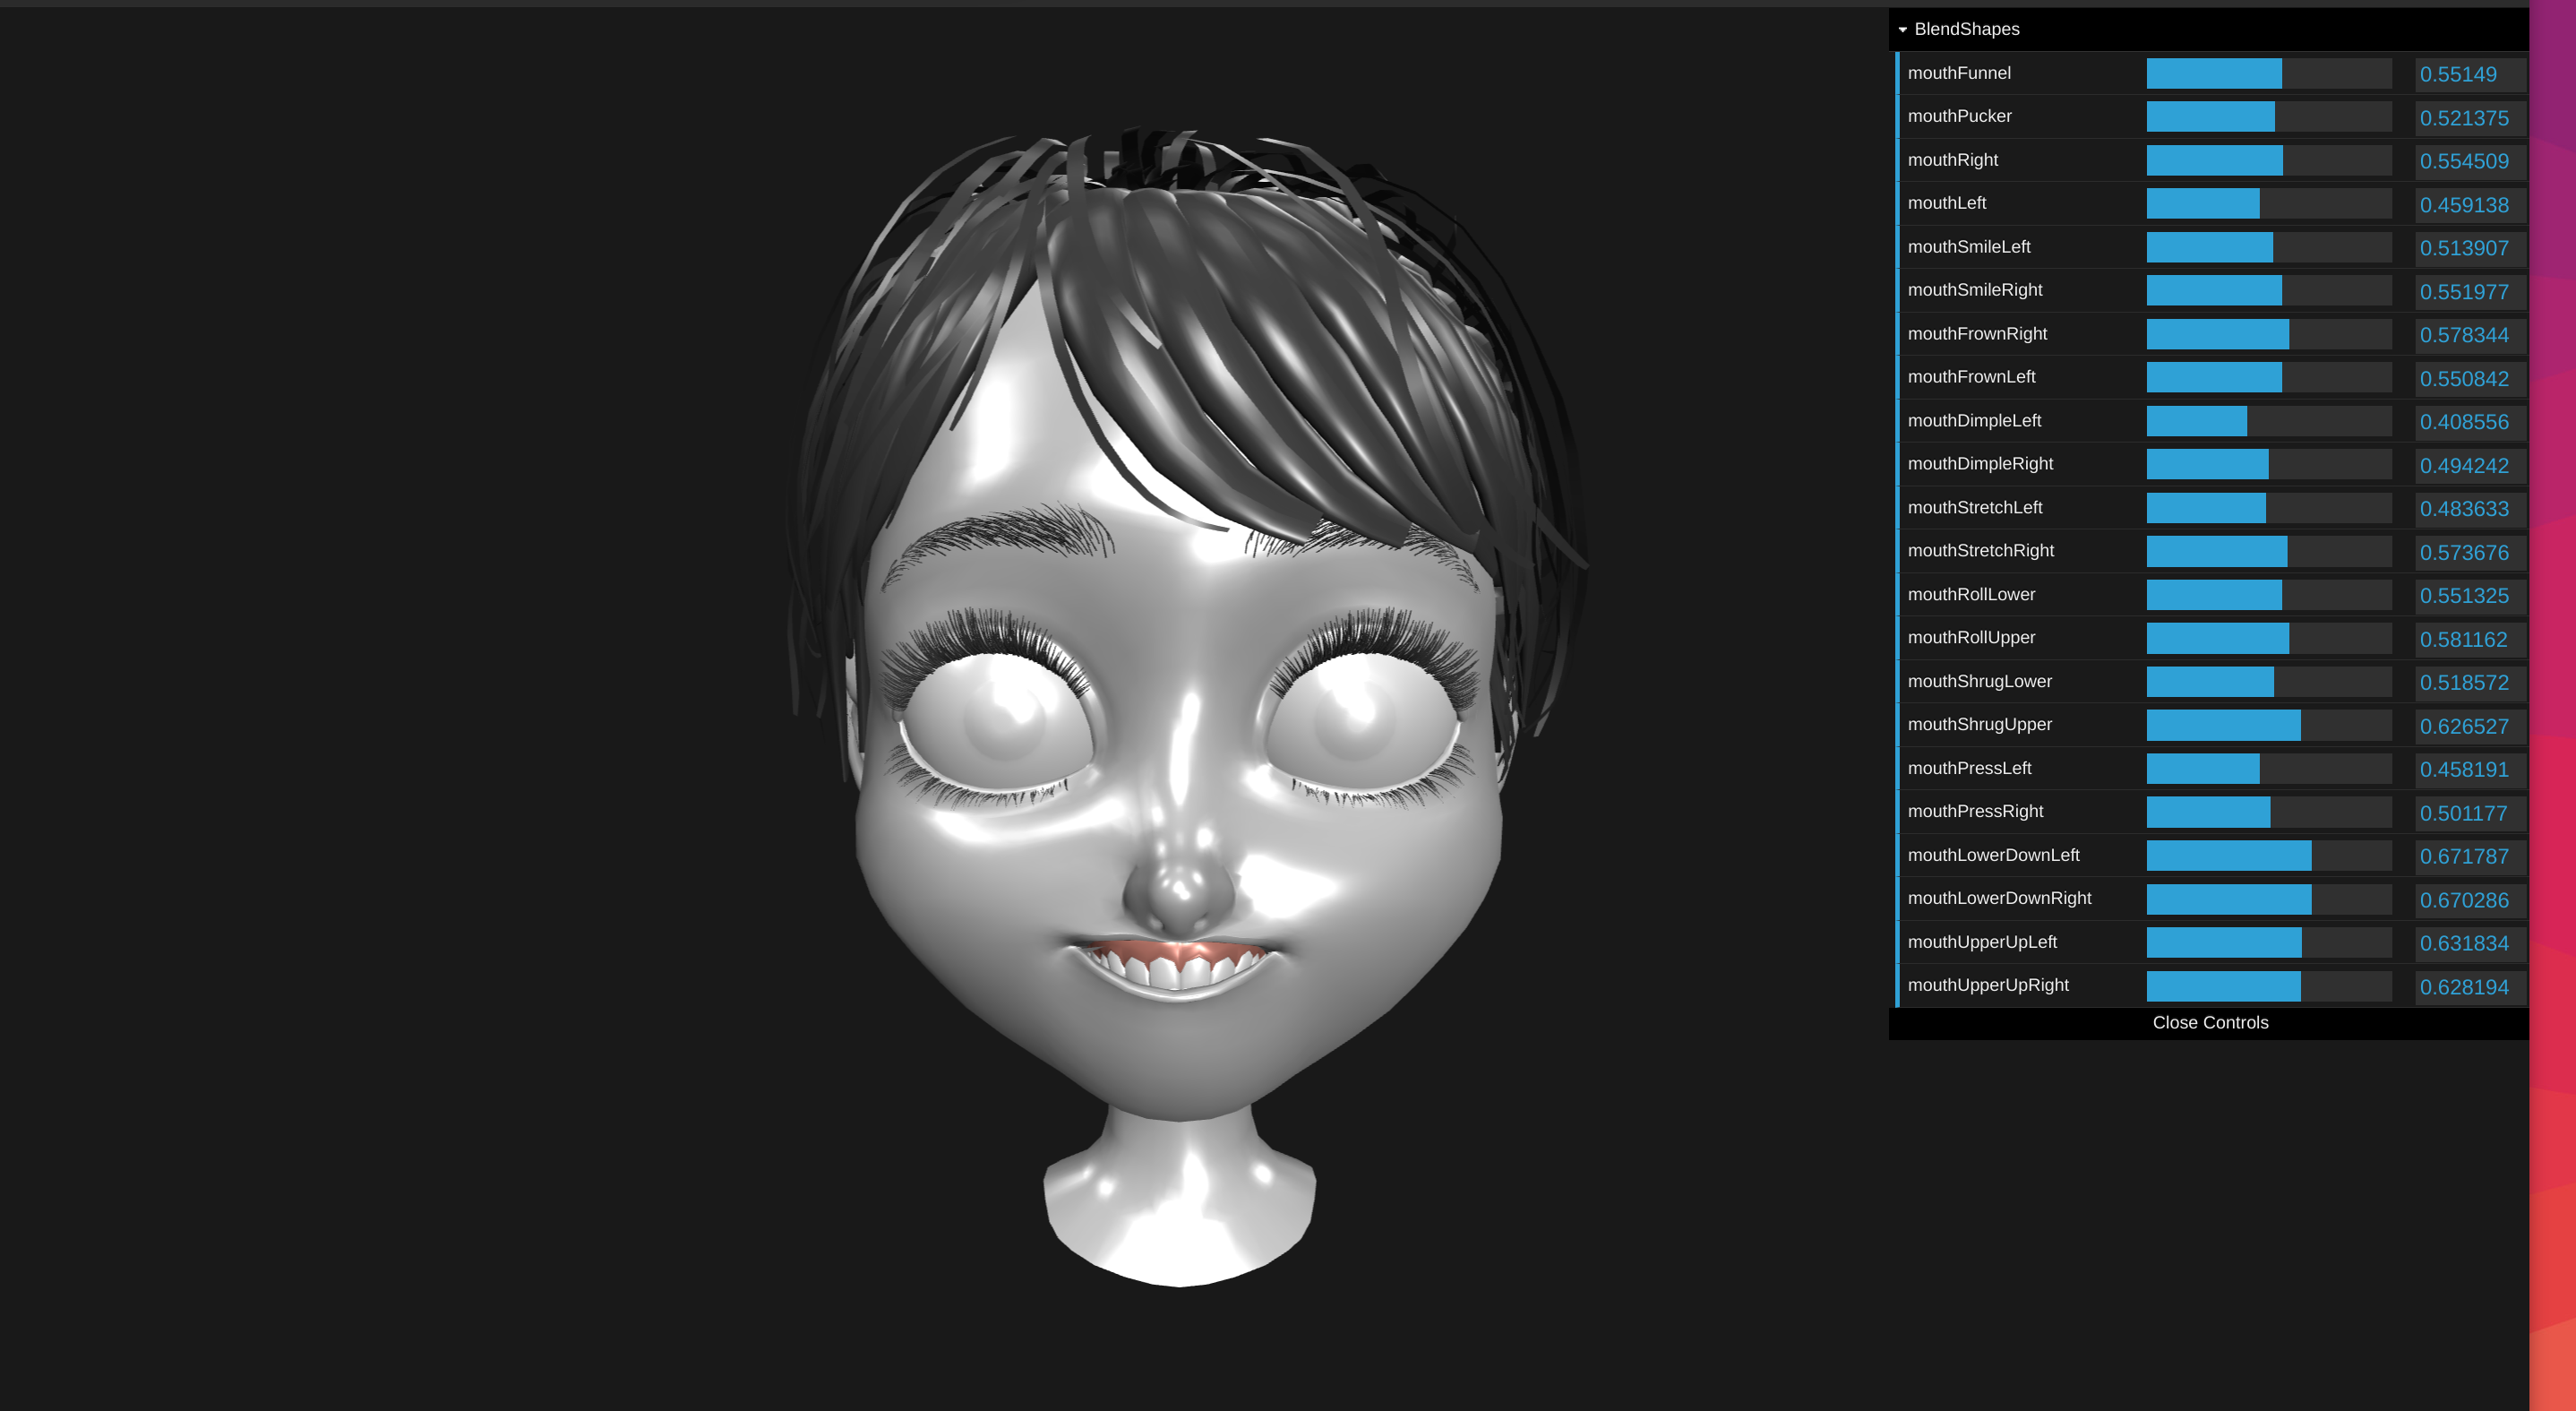 BlendShapes
mouthFunnel 0.55149
mouthPucker 0.521375
mouthRight 0.554509
mouthLeft 0.459138
mouthSmileLeft 0.513907
mouthSmileRight 0.551977
mouthFrownRight 0.578344
mouthFrownLeft 0.550842
mouthDimpleLeft 0.408556
mouthDimpleRight 0.494242
mouthStretchLeft 0.483633
mouthStretchRight 0.573676
mouthRollLower 0.551325
mouthRollUpper 0.581162
mouthShrugLower 0.518572
mouthShrugUpper 0.626527
mouthPressLeft 0.458191
mouthPressRight 0.501177
mouthLowerDownLeft 0.671787
mouthLowerDownRight 0.670286
mouthUpperUpLeft 0.631834
mouthUpperUpRight 0.628194
Close Controls